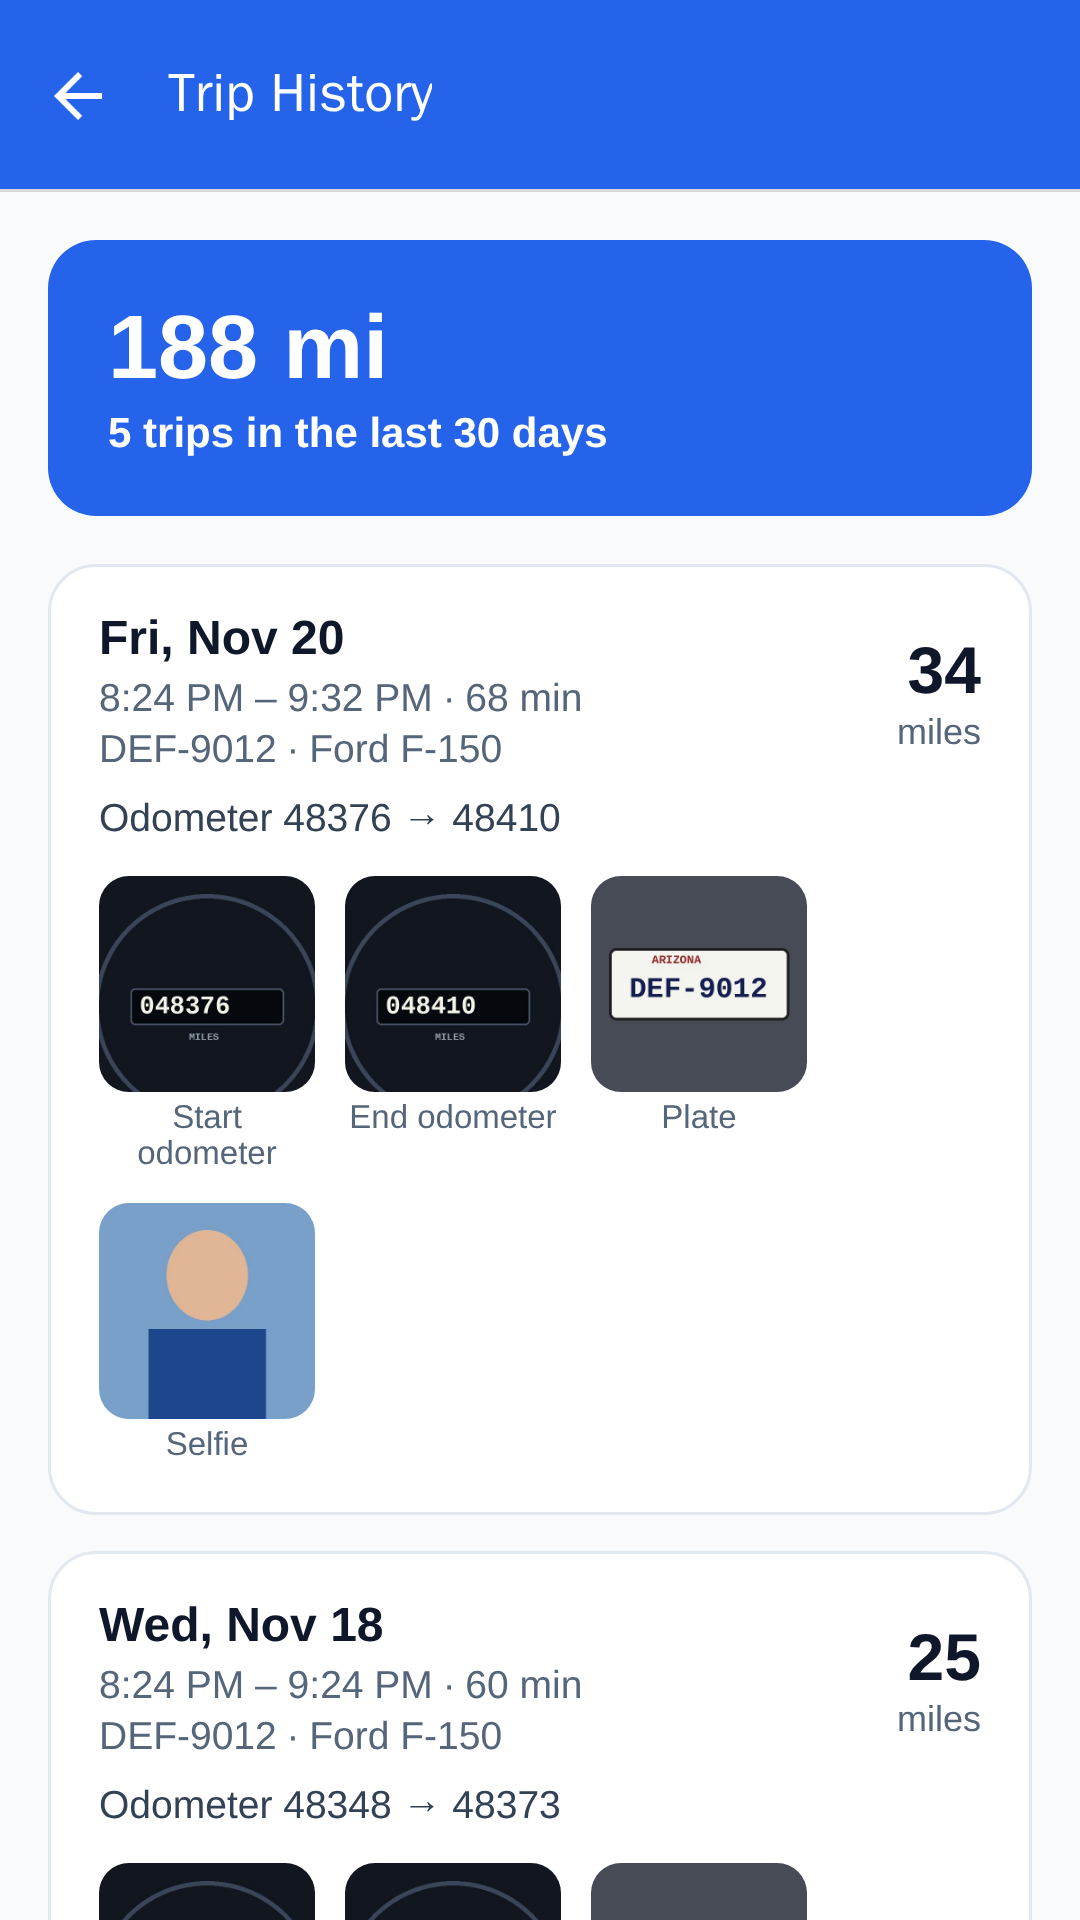 Trip History
188 mi
5 trips in the last 30 days
Fri, Nov 20
8:24 PM – 9:32 PM · 68 min
DEF-9012 · Ford F-150
34
miles
Odometer 48376 → 48410
048376
MILES
048410
MILES
ARIZONA
DEF-9012
Start
odometer
End odometer
Plate
Selfie
Wed, Nov 18
8:24 PM – 9:24 PM · 60 min
DEF-9012 · Ford F-150
25
miles
Odometer 48348 → 48373